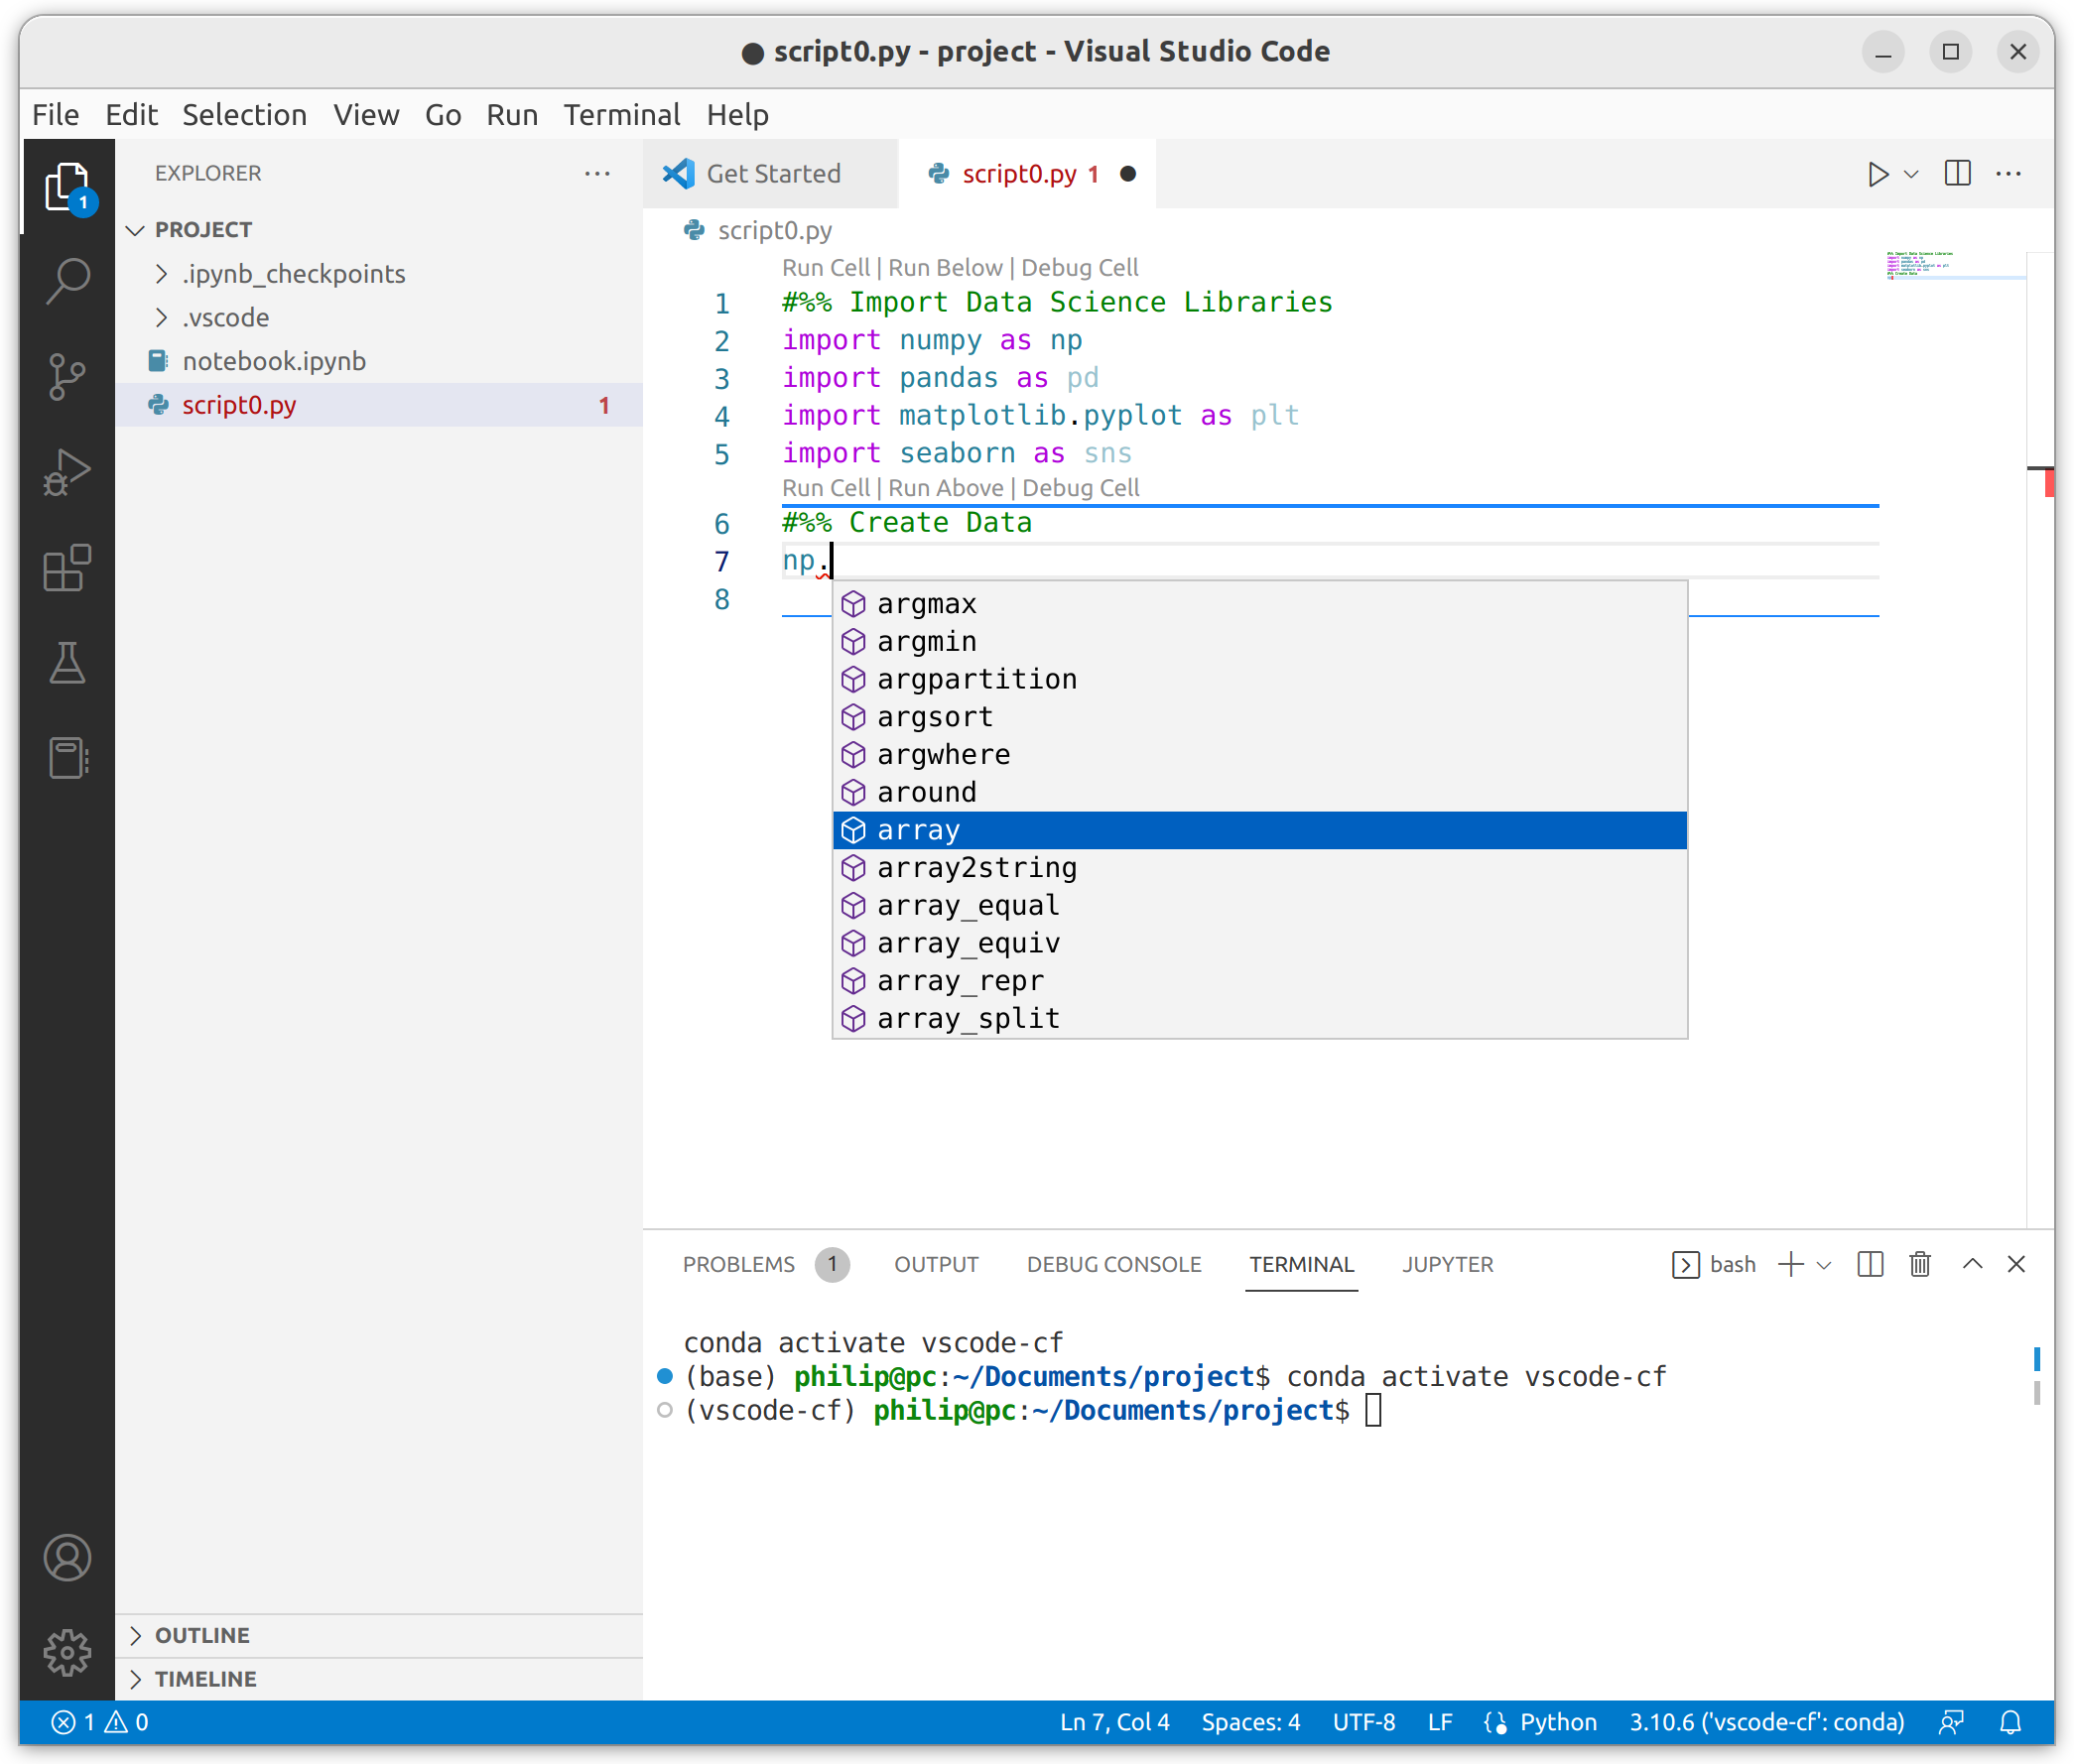 ● script0.py - project - Visual Studio Code
File Edit Selection View Go Run Terminal Help
EXPLORER
1
PROJECT
.ipynb_checkpoints
.vscode
notebook.ipynb
script0.py 1
Get Started
script0.py 1
script0.py
Run Cell | Run Below | Debug Cell
1 #%% Import Data Science Libraries
2 import numpy as np
3 import pandas as pd
4 import matplotlib.pyplot as plt
5 import seaborn as sns
Run Cell | Run Above | Debug Cell
6 #%% Create Data
7 np.
8
argmax
argmin
argpartition
argsort
argwhere
around
array
array2string
array_equal
array_equiv
array_repr
array_split
PROBLEMS 1 OUTPUT DEBUG CONSOLE TERMINAL JUPYTER bash
conda activate vscode-cf
(base) philip@pc:~/Documents/project$ conda activate vscode-cf
(vscode-cf) philip@pc:~/Documents/project$
OUTLINE
TIMELINE
1 0 Ln 7, Col 4 Spaces: 4 UTF-8 LF {} Python 3.10.6 ('vscode-cf': conda)